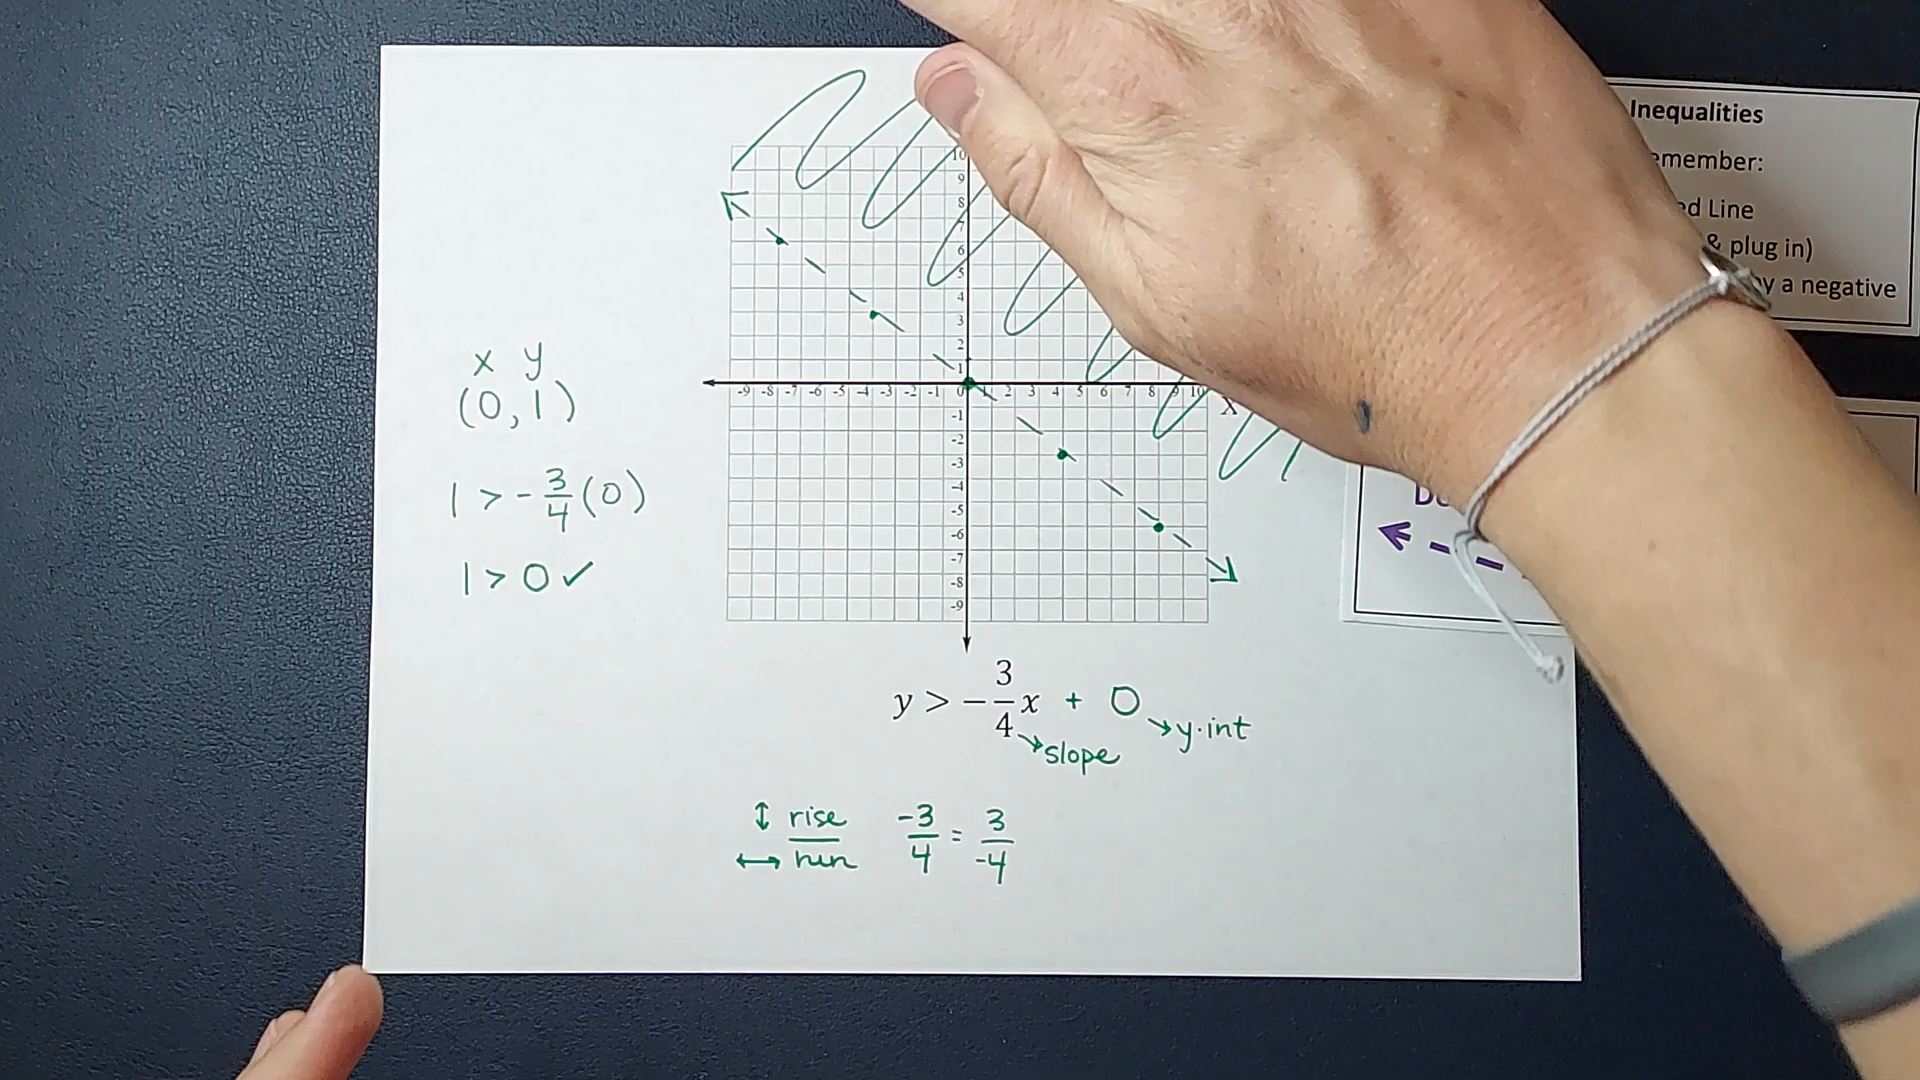 Inequalities
emember:
ed Line
& plug in)
by a negative
10
9
8
7
6
5
4
3
2
1
-9 -8 -7 -6 -5 -4 -3 -2 -1 0 2 3 4 5 6 7 8 9 10
X
-1
-2
-3
-4
-5
-6
-7
-8
-9
x y
(0, 1)
1 > - 3/4 (0)
1 > 0 ✓
y > − 3/4 x + 0
→ y·int
→ slope
↕ rise
↔ run
-3/4 = 3/-4